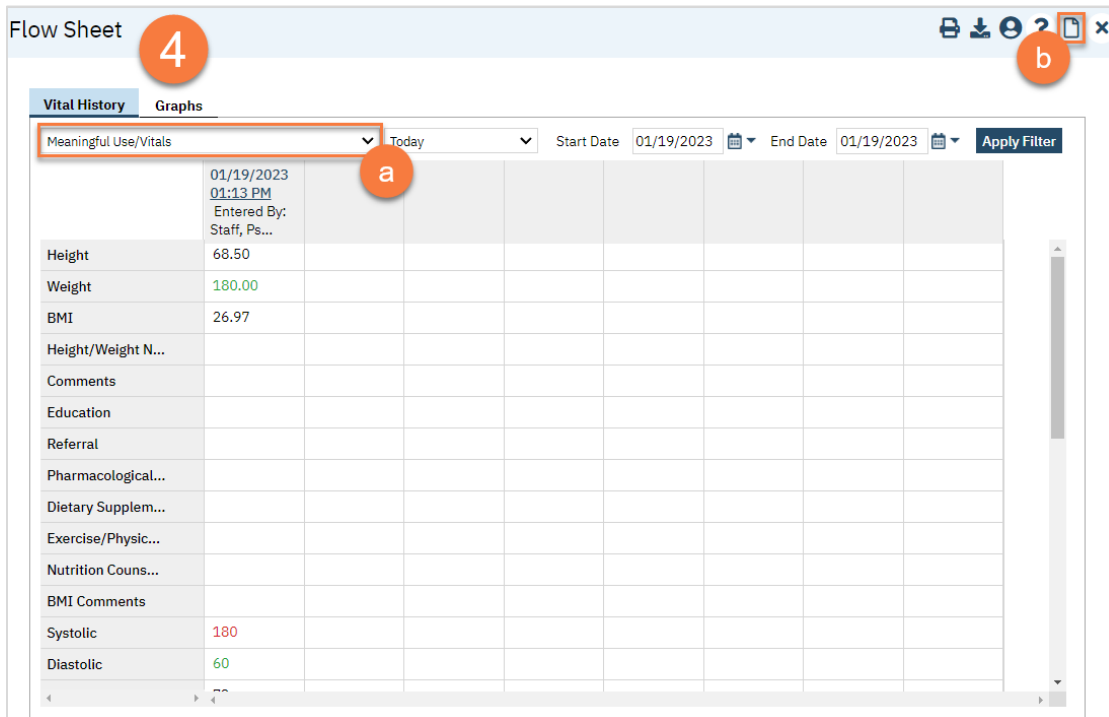 Flow Sheet
4
?
b
Vital History Graphs
Meaningful Use/Vitals Today Start Date 01/19/2023 End Date 01/19/2023 Apply Filter
a
01/19/2023
01:13 PM
Entered By:
Staff, Ps...
Height 68.50
Weight 180.00
BMI 26.97
Height/Weight N...
Comments
Education
Referral
Pharmacological...
Dietary Supplem...
Exercise/Physic...
Nutrition Couns...
BMI Comments
Systolic 180
Diastolic 60